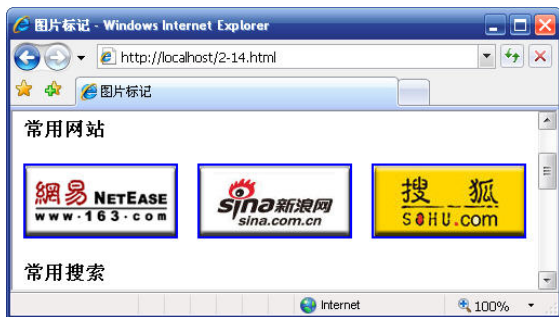 图片标记 - Windows Internet Explorer
http://localhost/2-14.html
图片标记
常用网站
網易 NETEASE
www·163·com
sina新浪网
sina.com.cn
搜狐
SOHU.com
常用搜索
Internet
100%